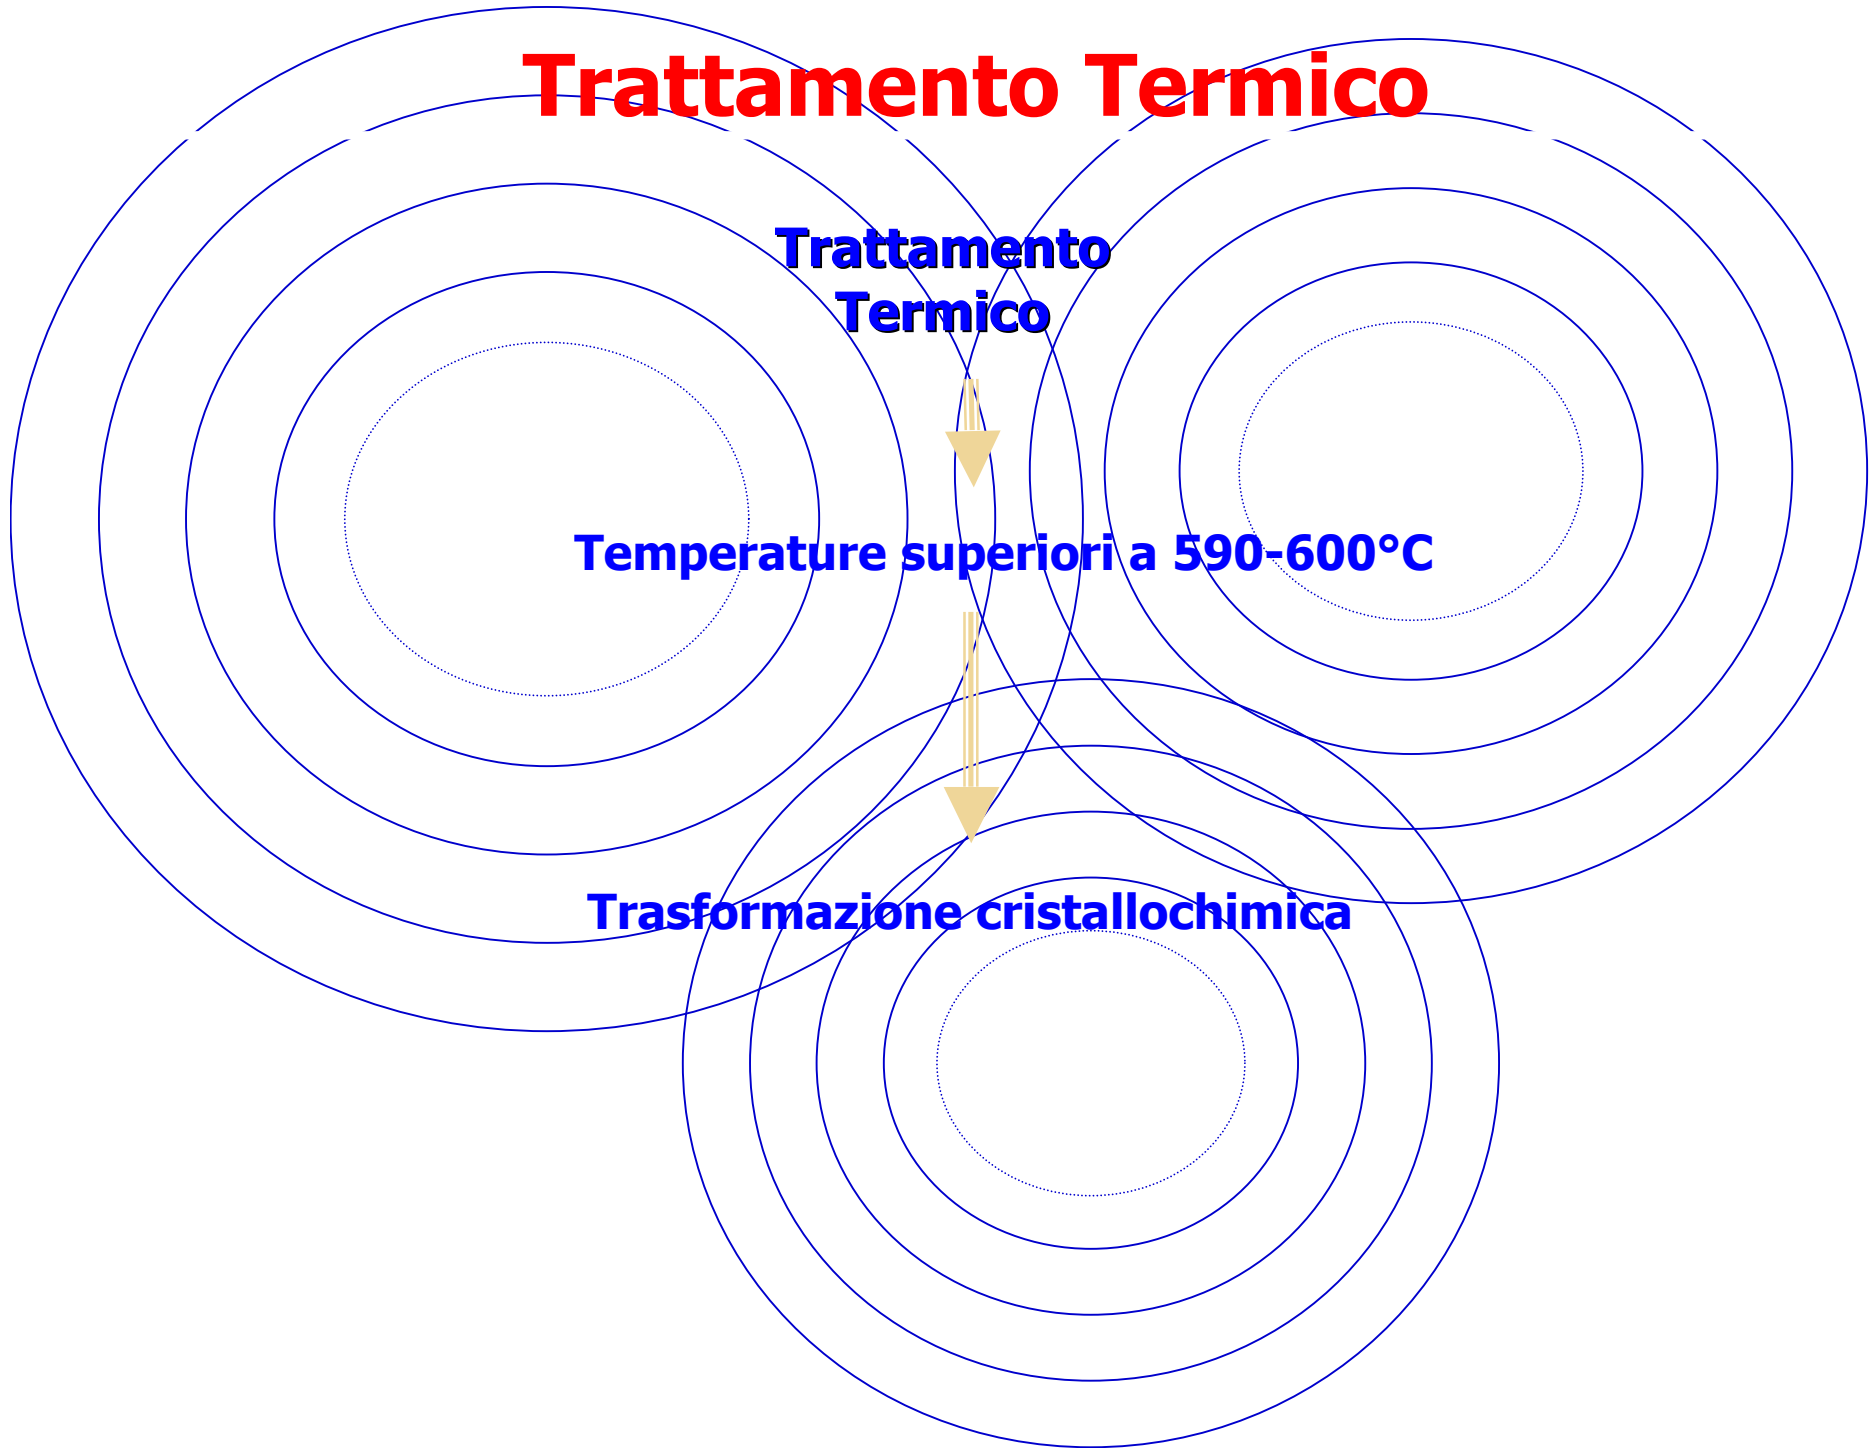 Trattamento Termico
Trattamento
Termico
Temperature superiori a 590-600°C
Trasformazione cristallochimica